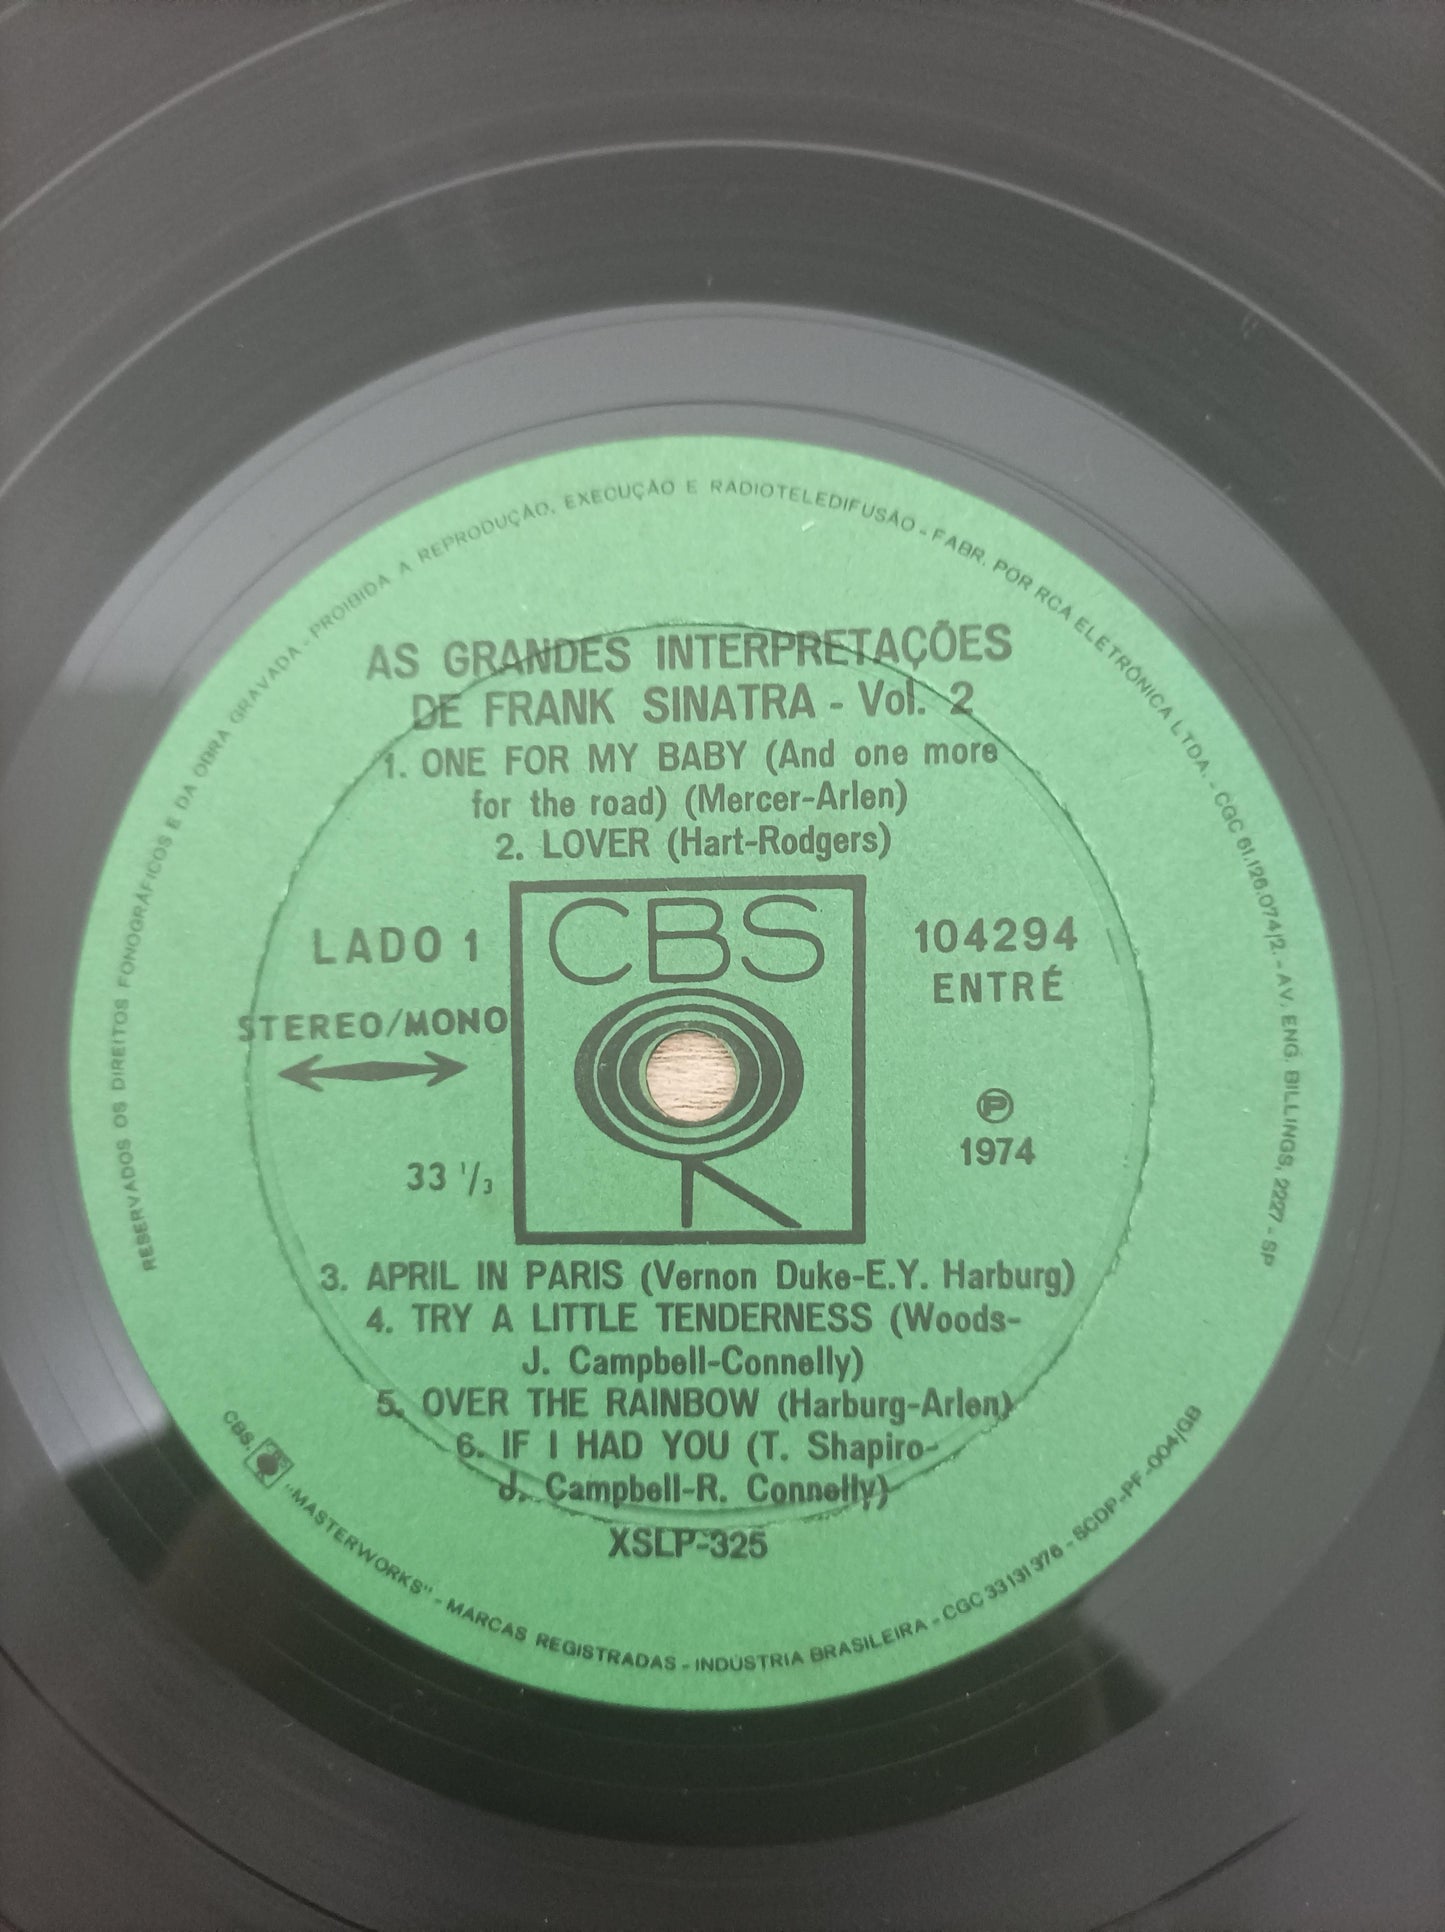 RESERVADOS OS DIREITOS FONOGRÁFICOS E DA OBRA GRAVADA - PROIBIDA A REPRODUÇÃO, EXECUÇÃO E RADIOTELEDIFUSÃO - FABR. POR RCA ELETRÔNICA LTDA. - CGC 61.126.074/2. - AV. ENG. BILLINGS, 2227 - SP
AS GRANDES INTERPRETAÇÕES
DE FRANK SINATRA - Vol. 2
1. ONE FOR MY BABY (And one more
for the road) (Mercer-Arlen)
2. LOVER (Hart-Rodgers)
CBS
LADO 1
STEREO/MONO
33 1/3
104294
ENTRÉ
Ⓟ
1974
3. APRIL IN PARIS (Vernon Duke-E.Y. Harburg)
4. TRY A LITTLE TENDERNESS (Woods-
J. Campbell-Connelly)
5. OVER THE RAINBOW (Harburg-Arlen)
6. IF I HAD YOU (T. Shapiro-
J. Campbell-R. Connelly)
XSLP-325
CBS, "MASTERWORKS" - MARCAS REGISTRADAS - INDÚSTRIA BRASILEIRA - CGC 33 131 376 - SCDP-PF-004/GB